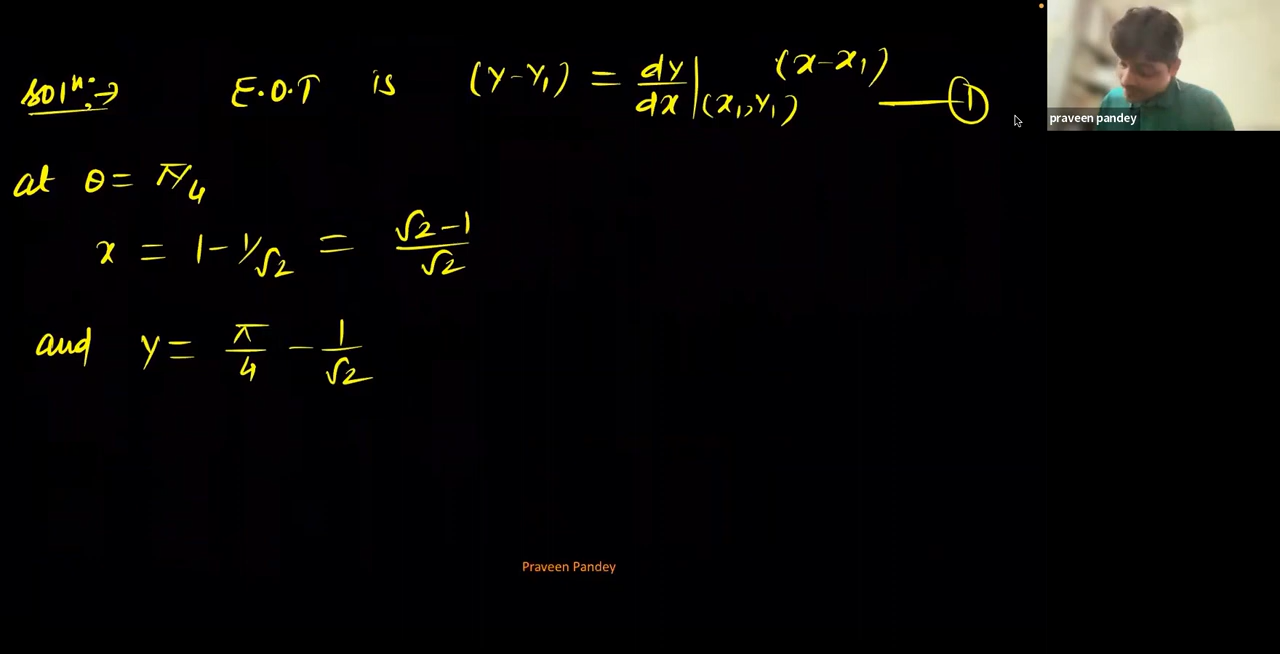 Solⁿ:→ E.O.T is (y-y₁) = dy/dx|(x₁,y₁) (x-x₁) —①
praveen pandey
at θ = π/4
x = 1 - 1/√2 = √2-1/√2
and y = π/4 - 1/√2
Praveen Pandey